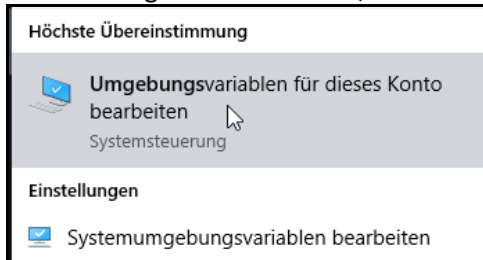 Höchste Übereinstimmung
Umgebungsvariablen für dieses Konto
bearbeiten
Systemsteuerung
Einstellungen
Systemumgebungsvariablen bearbeiten